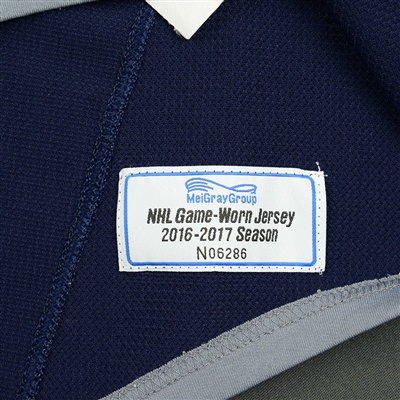 MeiGrayGroup
NHL Game-Worn Jersey
2016-2017 Season
N06286